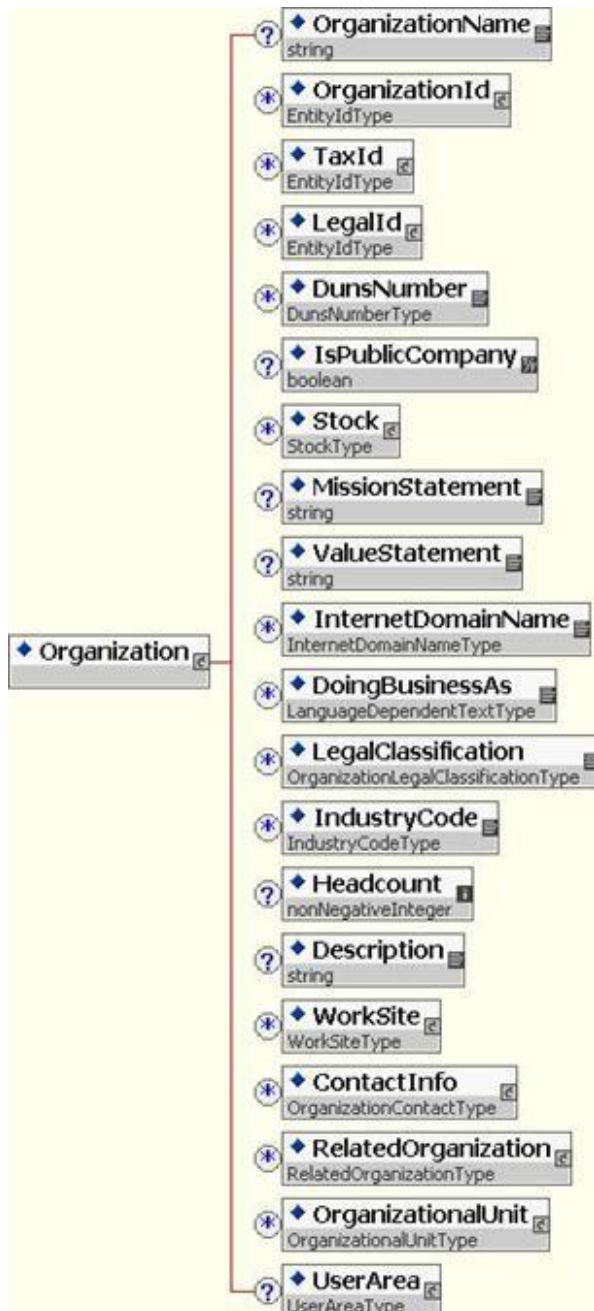 OrganizationName
string
OrganizationId
EntityIdType
TaxId
EntityIdType
LegalId
EntityIdType
DunsNumber
DunsNumberType
IsPublicCompany
boolean
Stock
StockType
MissionStatement
string
ValueStatement
string
InternetDomainName
InternetDomainNameType
Organization
DoingBusinessAs
LanguageDependentTextType
LegalClassification
OrganizationLegalClassificationType
IndustryCode
IndustryCodeType
Headcount
nonNegativeInteger
Description
string
WorkSite
WorkSiteType
ContactInfo
OrganizationContactType
RelatedOrganization
RelatedOrganizationType
OrganizationalUnit
OrganizationalUnitType
UserArea
UserAreaType